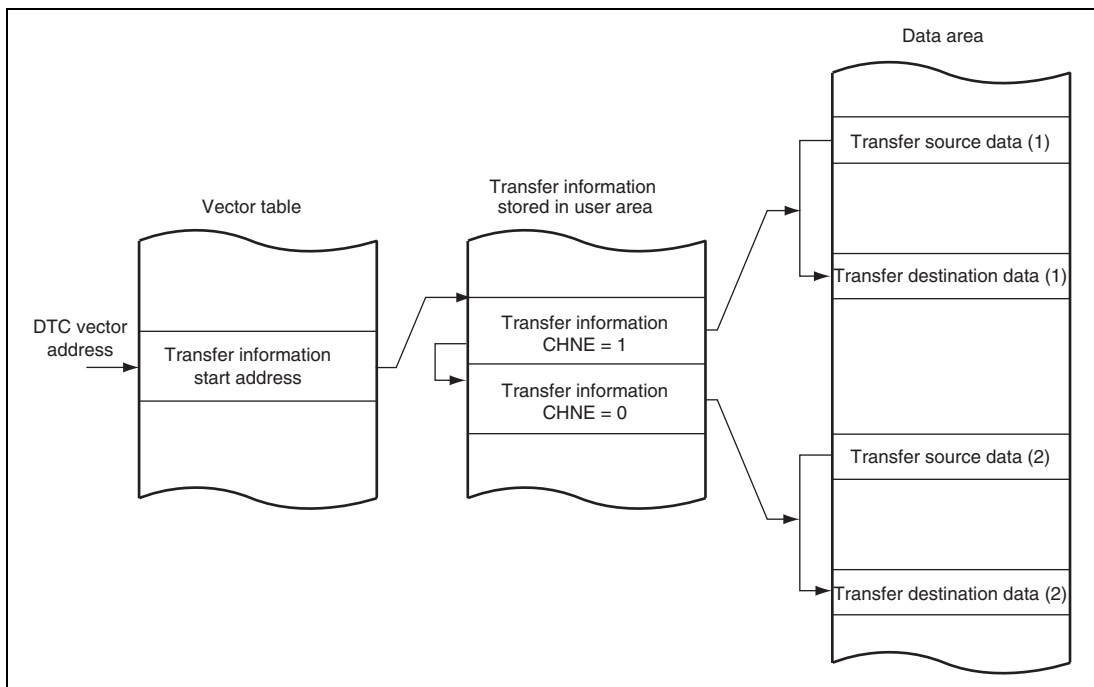 Data area
Transfer source data (1)
Transfer destination data (1)
Transfer source data (2)
Transfer destination data (2)
Transfer information
stored in user area
Transfer information
CHNE = 1
Transfer information
CHNE = 0
Vector table
Transfer information
start address
DTC vector
address